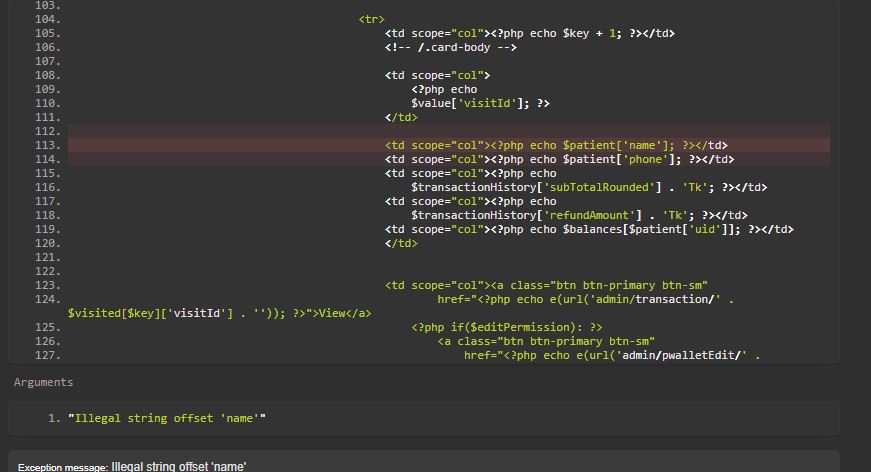 103.
104. <tr>
105. <td scope="col"><?php echo $key + 1; ?></td>
106. <!-- /.card-body -->
107.
108. <td scope="col">
109. <?php echo
110. $value['visitId']; ?>
111. </td>
112.
113. <td scope="col"><?php echo $patient['name']; ?></td>
114. <td scope="col"><?php echo $patient['phone']; ?></td>
115. <td scope="col"><?php echo
116. $transactionHistory['subTotalRounded'] . 'Tk'; ?></td>
117. <td scope="col"><?php echo
118. $transactionHistory['refundAmount'] . 'Tk'; ?></td>
119. <td scope="col"><?php echo $balances[$patient['uid']]; ?></td>
120. </td>
121.
122.
123. <td scope="col"><a class="btn btn-primary btn-sm"
124. href="<?php echo e(url('admin/transaction/' .
$visited[$key]['visitId'] . '')); ?>">View</a>
125. <?php if($editPermission): ?>
126. <a class="btn btn-primary btn-sm"
127. href="<?php echo e(url('admin/pwalletEdit/' .
Arguments
1. "Illegal string offset 'name'"
Exception message: Illegal string offset 'name'